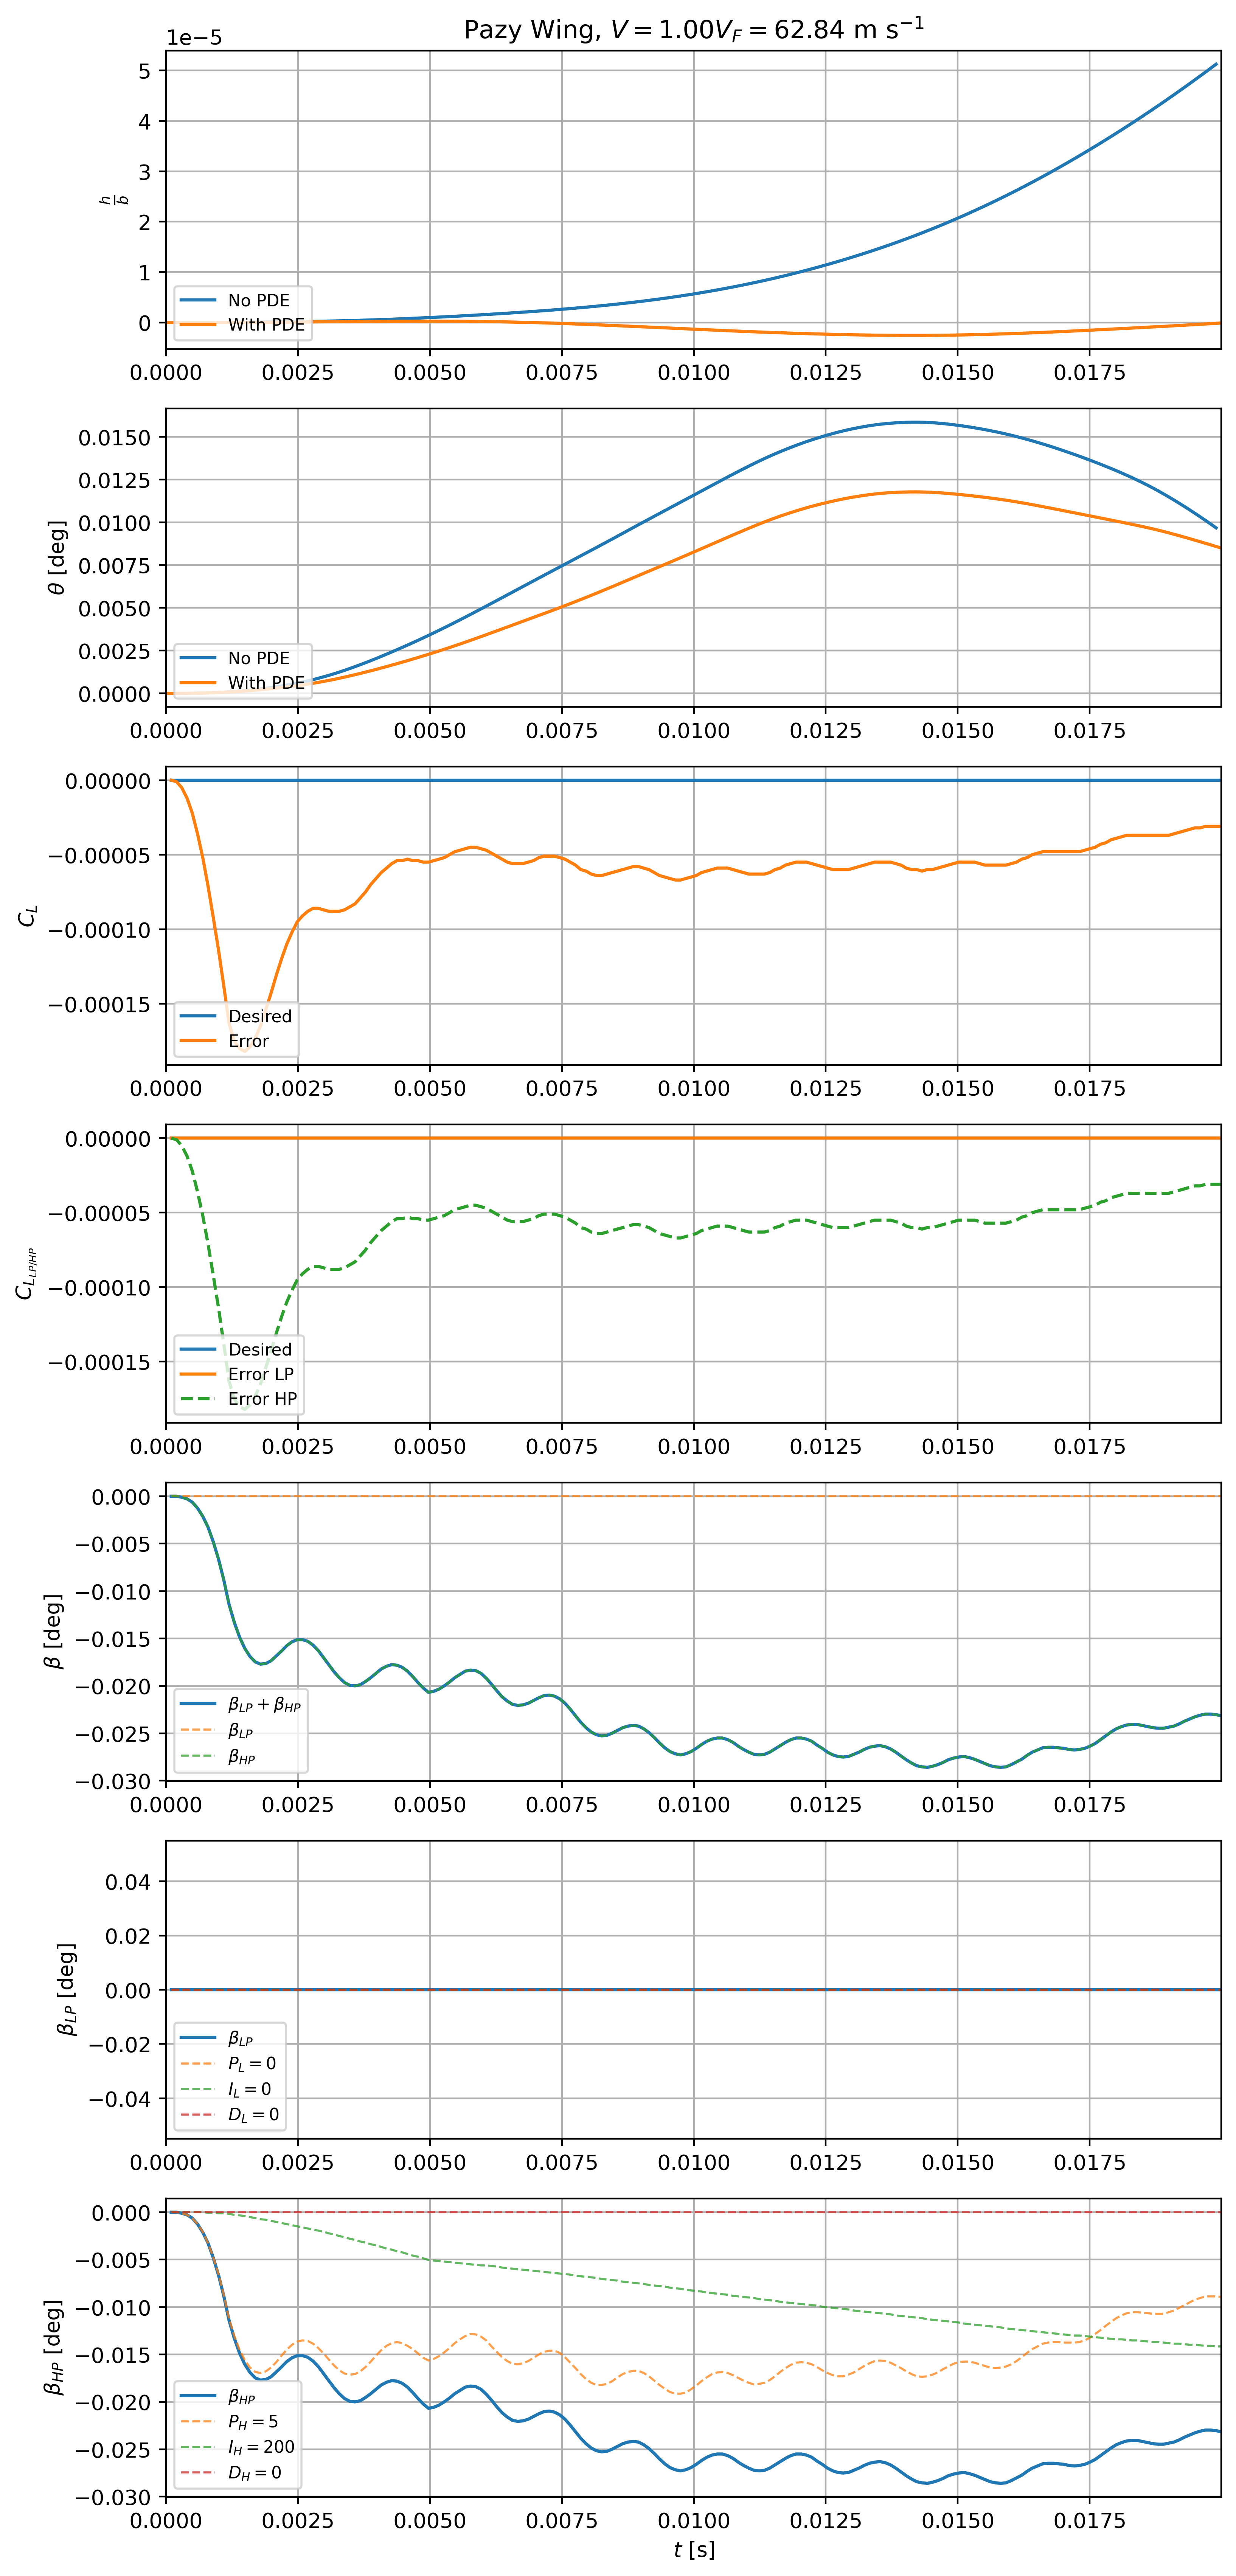 Pazy Wing, V = 1.00V_F = 62.84 m s⁻¹
1e−5
5
4
3
2
1
0
h/b
No PDE
With PDE
0.0000 0.0025 0.0050 0.0075 0.0100 0.0125 0.0150 0.0175
0.0150
0.0125
0.0100
0.0075
0.0050
0.0025
0.0000
θ [deg]
No PDE
With PDE
0.0000 0.0025 0.0050 0.0075 0.0100 0.0125 0.0150 0.0175
0.00000
−0.00005
−0.00010
−0.00015
C_L
Desired
Error
0.0000 0.0025 0.0050 0.0075 0.0100 0.0125 0.0150 0.0175
0.00000
−0.00005
−0.00010
−0.00015
C_L_LP/HP
Desired
Error LP
Error HP
0.0000 0.0025 0.0050 0.0075 0.0100 0.0125 0.0150 0.0175
0.000
−0.005
−0.010
−0.015
−0.020
−0.025
−0.030
β [deg]
β_LP + β_HP
β_LP
β_HP
0.0000 0.0025 0.0050 0.0075 0.0100 0.0125 0.0150 0.0175
0.04
0.02
0.00
−0.02
−0.04
β_LP [deg]
β_LP
P_L = 0
I_L = 0
D_L = 0
0.0000 0.0025 0.0050 0.0075 0.0100 0.0125 0.0150 0.0175
0.000
−0.005
−0.010
−0.015
−0.020
−0.025
−0.030
β_HP [deg]
β_HP
P_H = 5
I_H = 200
D_H = 0
0.0000 0.0025 0.0050 0.0075 0.0100 0.0125 0.0150 0.0175
t [s]